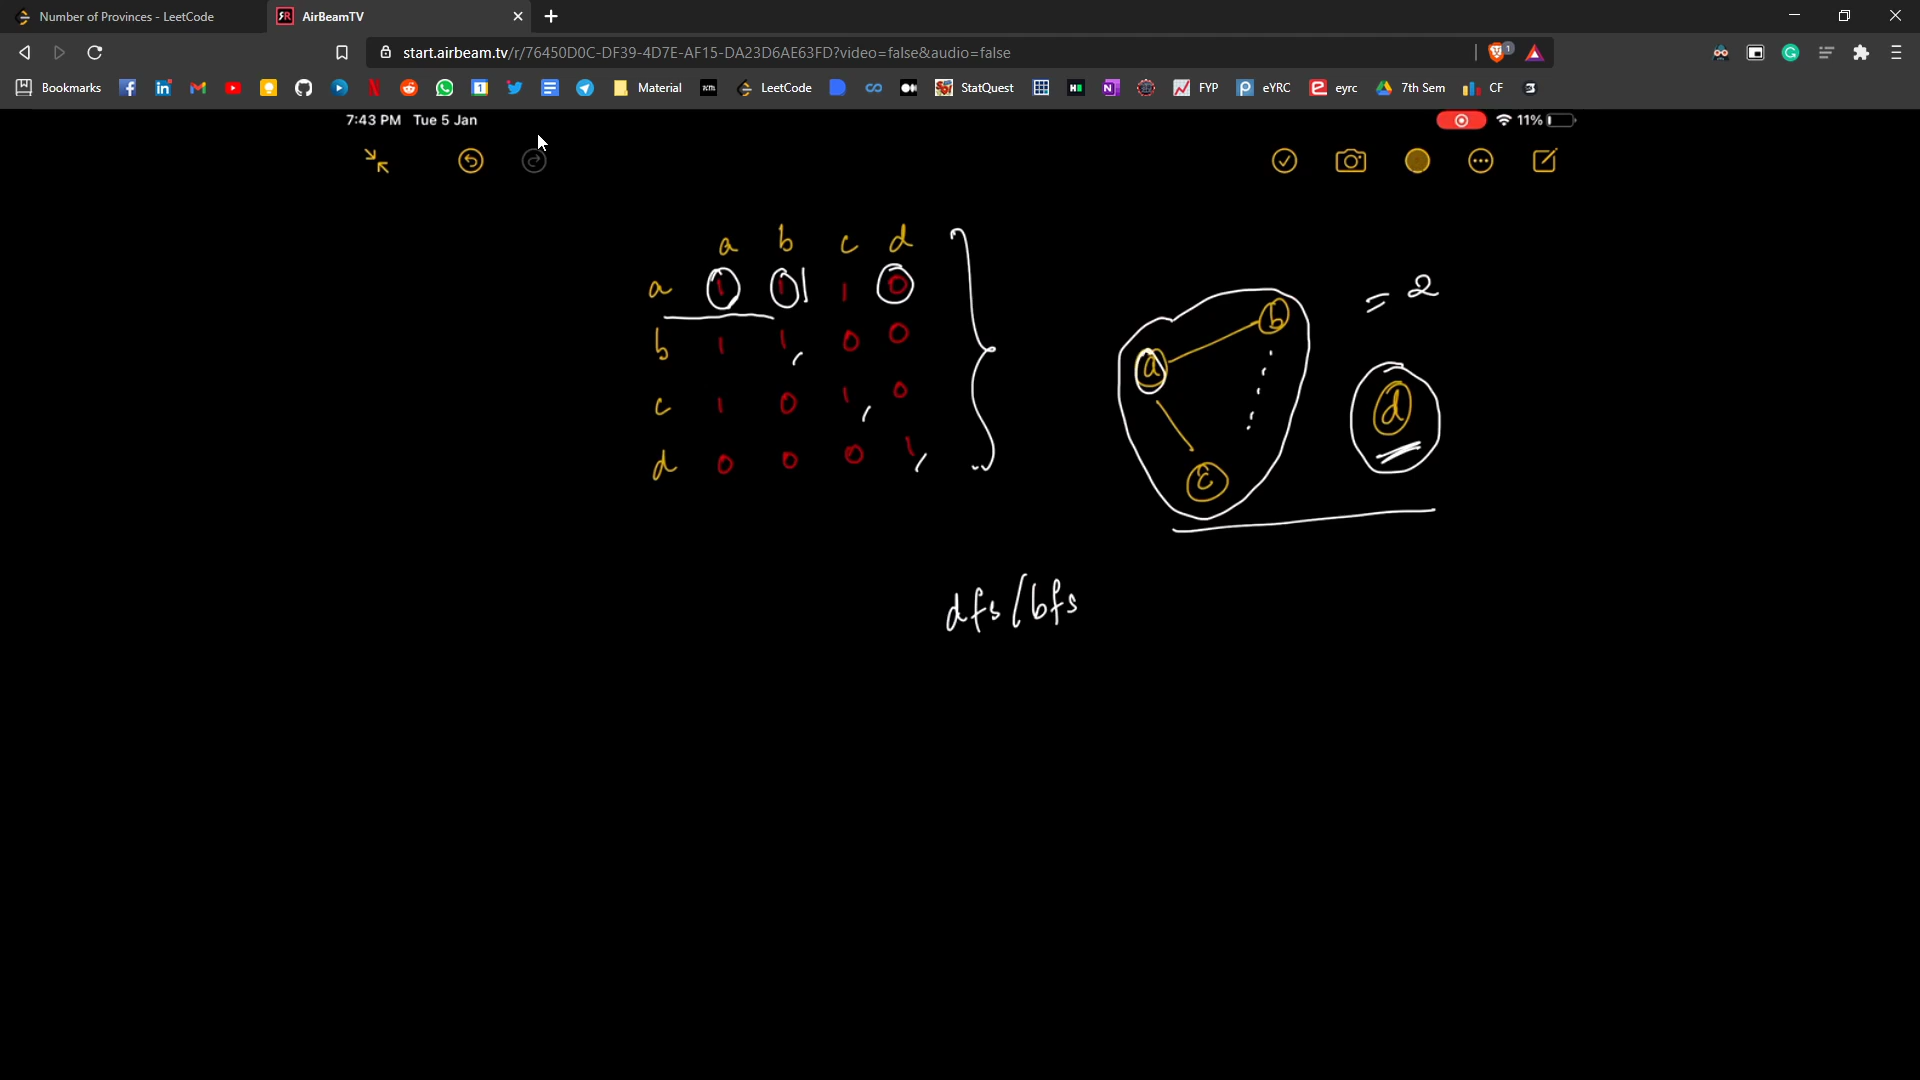 Number of Provinces - LeetCode
AirBeamTV
start.airbeam.tv/r/76450D0C-DF39-4D7E-AF15-DA23D6AE63FD?video=false&audio=false
1
Bookmarks 1 Material LeetCode StatQuest N FYP eYRC eyrc 7th Sem CF
7:43 PM Tue 5 Jan 11%
a b c d
a 1 1 1 0
b 1 1, 0 0
c 1 0 1, 0
d 0 0 0 1,
= 2
b
a
d
c
dfs/bfs